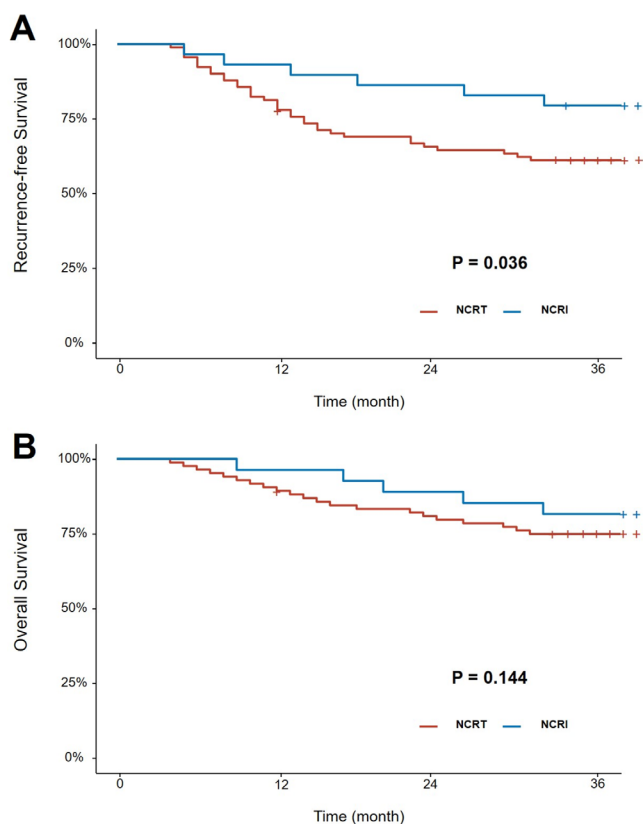 A
Recurrence-free Survival
100%
75%
50%
25%
0%
P = 0.036
NCRT NCRI
0 12 24 36
Time (month)
B
Overall Survival
100%
75%
50%
25%
0%
P = 0.144
NCRT NCRI
0 12 24 36
Time (month)